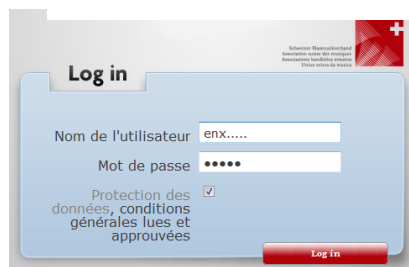 Schweizer Blasmusikverband
Association suisse des musiques
Associazione bandistica svizzera
Uniun svizra da musica
Log in
Nom de l'utilisateur enx.....
Mot de passe •••••
Protection des
données, conditions
générales lues et
approuvées
Log in